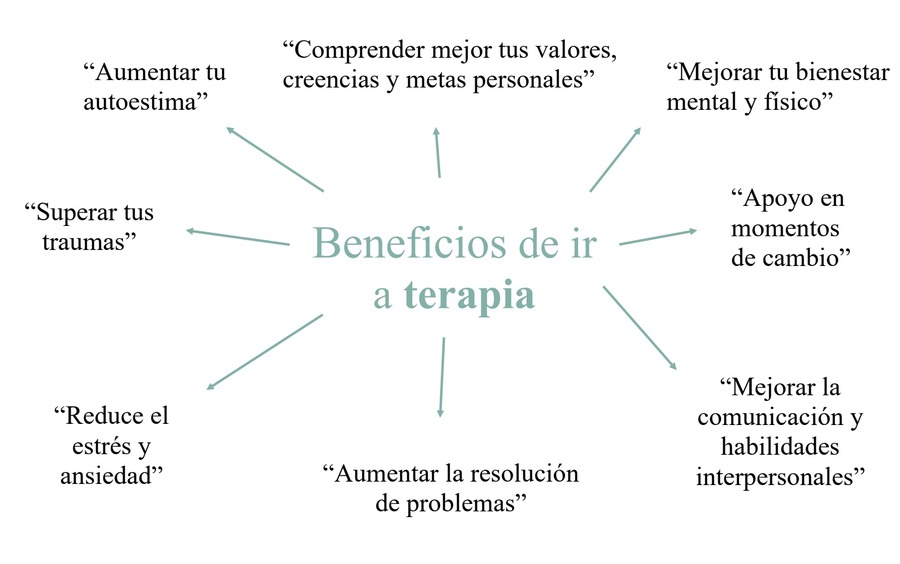 “Comprender mejor tus valores,
creencias y metas personales”
“Aumentar tu
autoestima”
“Mejorar tu bienestar
mental y físico”
“Superar tus
traumas”
“Apoyo en
momentos
de cambio”
Beneficios de ir
a terapia
“Reduce el
estrés y
ansiedad”
“Aumentar la resolución
de problemas”
“Mejorar la
comunicación y
habilidades
interpersonales”